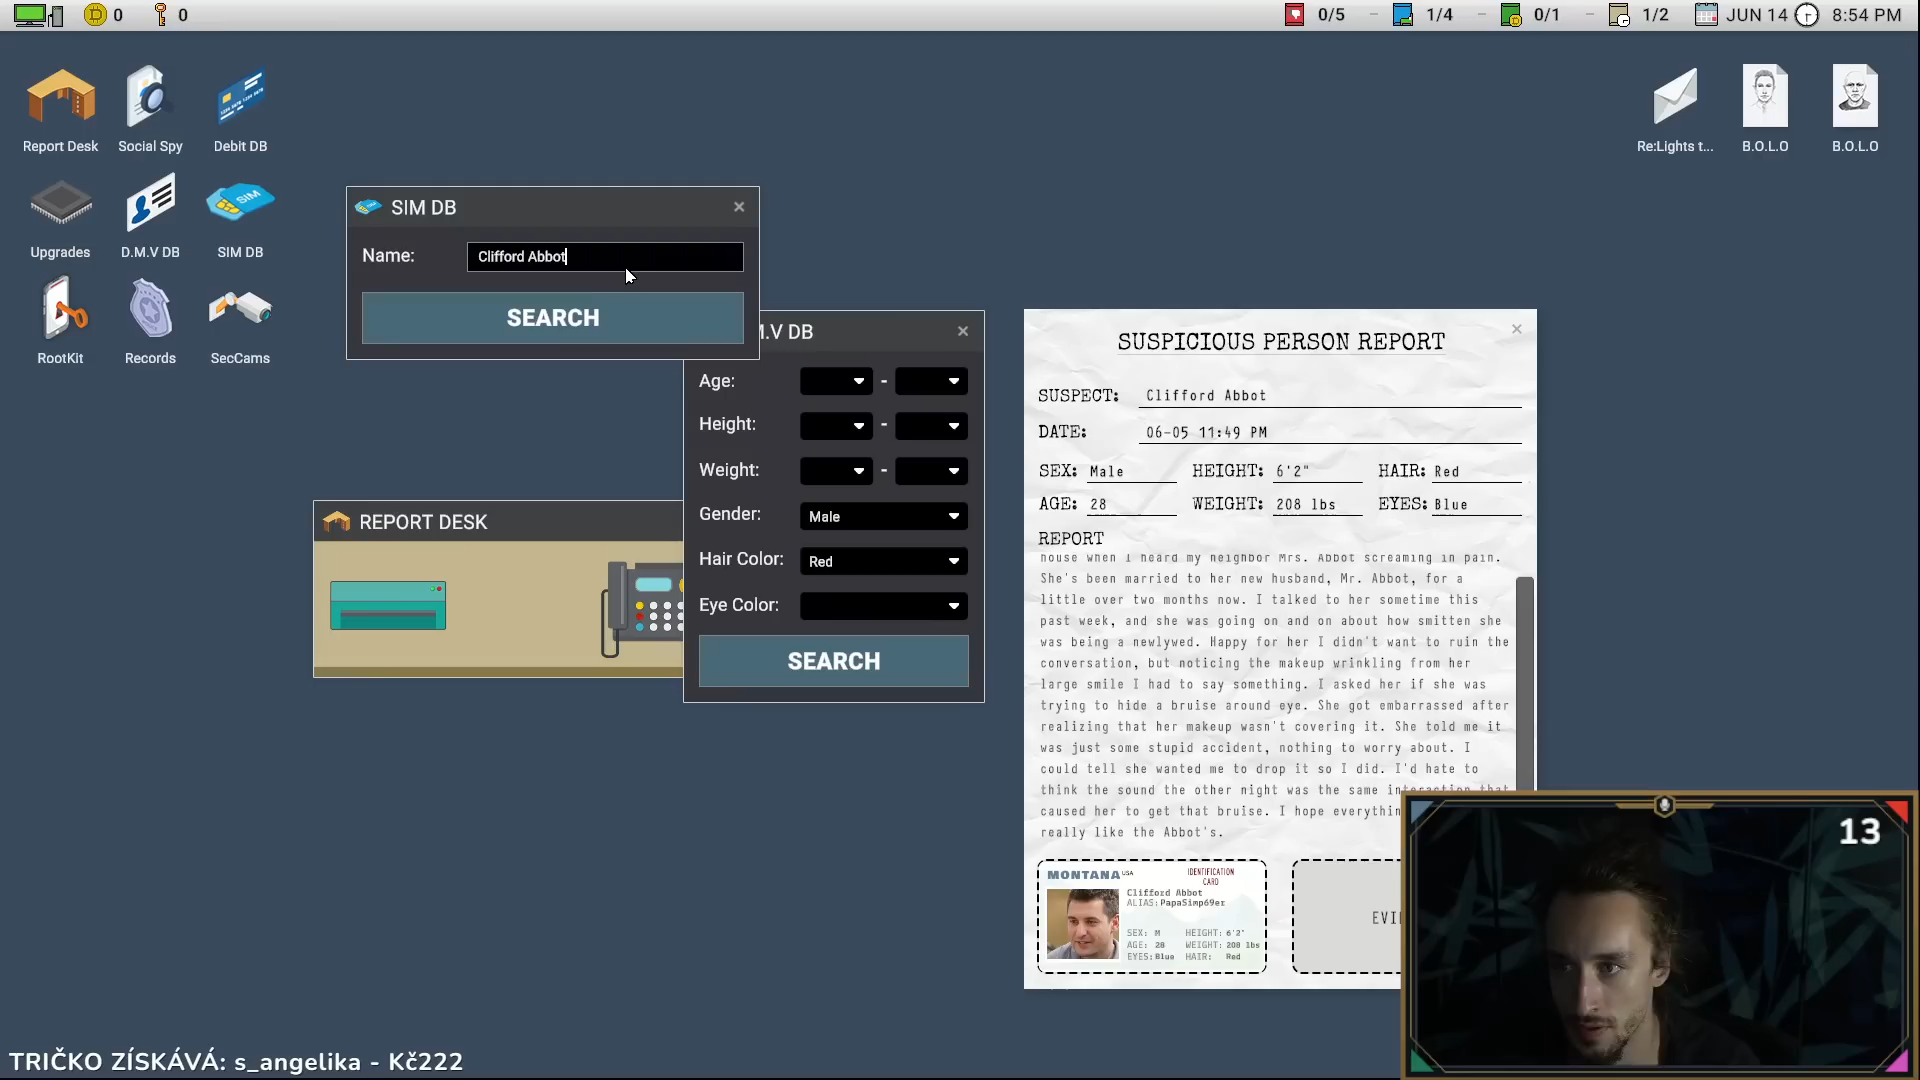 0
0
0/5
1/4
0/1
1/2
JUN 14
8:54 PM
Report Desk
Social Spy
Debit DB
Upgrades
D.M.V DB
SIM DB
RootKit
Records
SecCams
Re:Lights t...
B.O.L.O
B.O.L.O
SIM DB
Name:
Clifford Abbot
SEARCH
M.V DB
Age:
-
Height:
-
Weight:
-
Gender:
Male
Hair Color:
Red
Eye Color:
SEARCH
REPORT DESK
SUSPICIOUS PERSON REPORT
SUSPECT: Clifford Abbot
DATE: 06-05 11:49 PM
SEX: Male HEIGHT: 6'2" HAIR: Red
AGE: 28 WEIGHT: 208 lbs EYES: Blue
REPORT
house when I heard my neighbor Mrs. Abbot screaming in pain.
She's been married to her new husband, Mr. Abbot, for a
little over two months now. I talked to her sometime this
past week, and she was going on and on about how smitten she
was being a newlywed. Happy for her I didn't want to ruin the
conversation, but noticing the makeup wrinkling from her
large smile I had to say something. I asked her if she was
trying to hide a bruise around eye. She got embarrassed after
realizing that her makeup wasn't covering it. She told me it
was just some stupid accident, nothing to worry about. I
could tell she wanted me to drop it so I did. I'd hate to
think the sound the other night was the same interaction that
caused her to get that bruise. I hope everythin
really like the Abbot's.
MONTANA USA
IDENTIFICATION
CARD
Clifford Abbot
ALIAS: PapaSimp69er
SEX: M HEIGHT: 6'2"
AGE: 28 WEIGHT: 208 lbs
EYES: Blue HAIR: Red
EVI
13
TRIČKO ZÍSKÁVÁ: s_angelika - Kč222